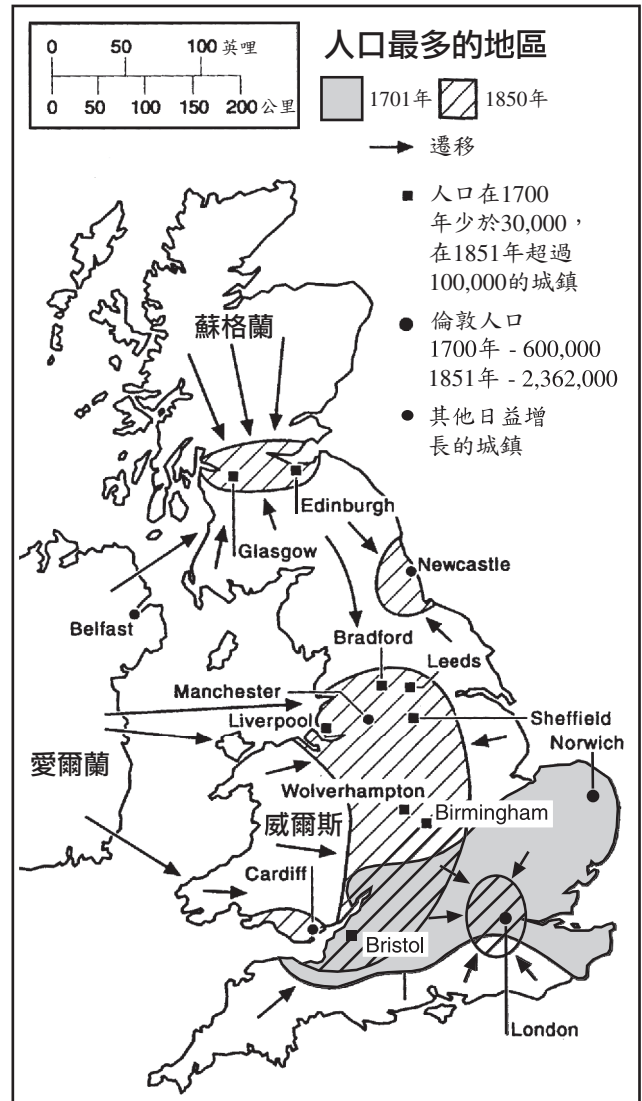 0 50 100 英哩
0 50 100 150 200 公里
人口最多的地區
1701年 1850年
遷移
人口在1700
年少於30,000，
在1851年超過
100,000的城鎮
倫敦人口
1700年 - 600,000
1851年 - 2,362,000
其他日益增
長的城鎮
蘇格蘭
Edinburgh
Glasgow
Newcastle
Belfast
Bradford
Leeds
Manchester
Liverpool
Sheffield
Norwich
愛爾蘭
Wolverhampton
Birmingham
威爾斯
Cardiff
Bristol
London